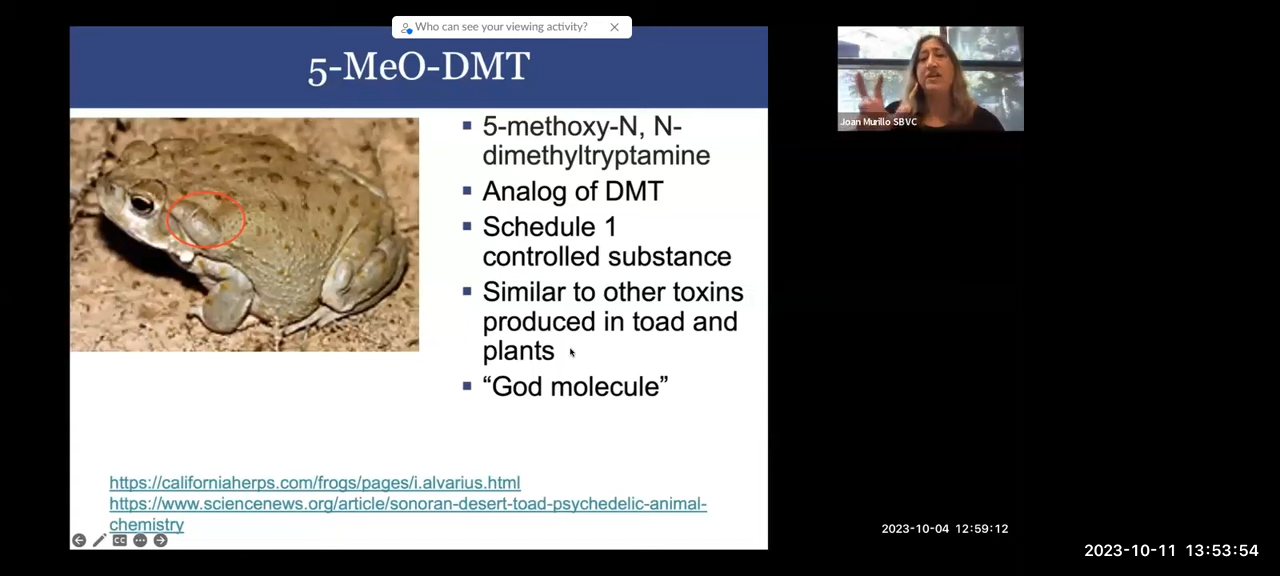 Who can see your viewing activity?
5-MeO-DMT
5-methoxy-N, N-
dimethyltryptamine
Analog of DMT
Schedule 1
controlled substance
Similar to other toxins
produced in toad and
plants
“God molecule”
https://californiaherps.com/frogs/pages/i.alvarius.html
https://www.sciencenews.org/article/sonoran-desert-toad-psychedelic-animal-
chemistry
CC
Joan Murillo SBVC
2023-10-04 12:59:12
2023-10-11 13:53:54